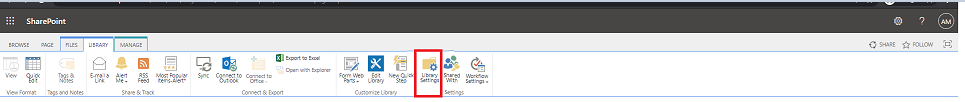 SharePoint
AM
BROWSE PAGE FILES LIBRARY MANAGE
SHARE FOLLOW
View
Quick Edit
Tags & Notes
E-mail a Link
Alert Me
RSS Feed
Most Popular Items
Sync
Connect to Outlook
Connect to Office
Export to Excel
Open with Explorer
Form Web Parts
Edit Library
New Quick Step
Library Settings
Shared With
Workflow Settings
View Format
Tags and Notes
Share & Track
Connect & Export
Customize Library
Settings